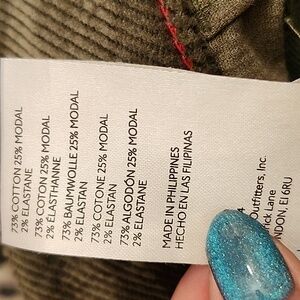 73% COTTON 25% MODAL
2% ELASTANE
73% COTON 25% MODAL
2% ÉLASTHANNE
73% BAUMWOLLE 25% MODAL
2% ELASTAN
73% COTONE 25% MODAL
2% ELASTAN
73% ALGODÓN 25% MODAL
2% ELASTANE
MADE IN PHILIPPINES
HECHO EN LAS FILIPINAS
4
Outfitters, Inc.
ck Lane
NDON, E1 6RU